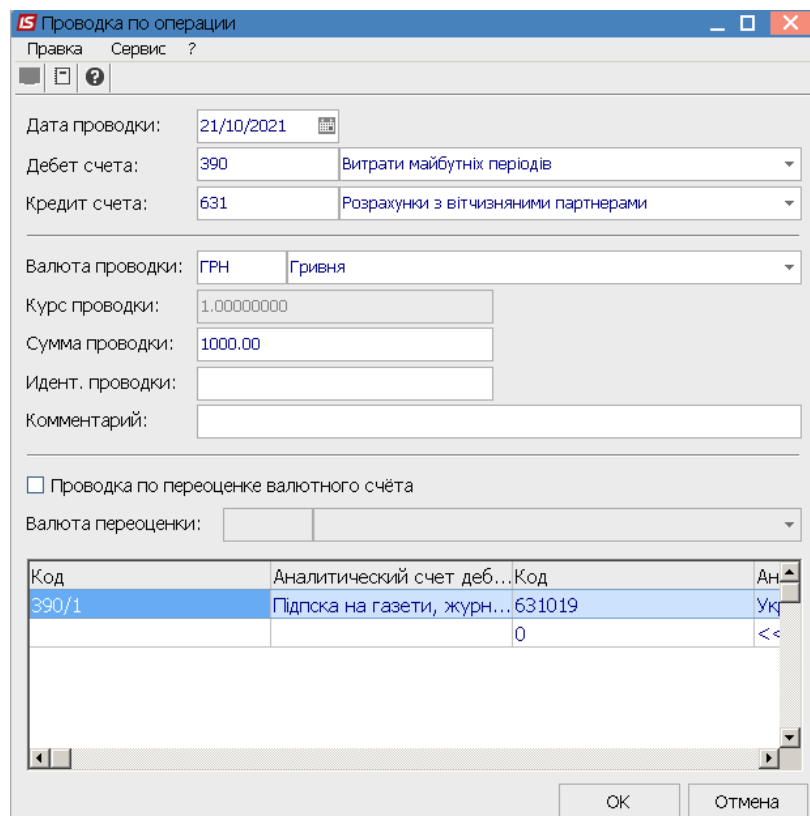 IS Проводка по операции
Правка Сервис ?
Дата проводки: 21/10/2021
Дебет счета: 390 Витрати майбутніх періодів
Кредит счета: 631 Розрахунки з вітчизняними партнерами
Валюта проводки: ГРН Гривня
Курс проводки: 1.00000000
Сумма проводки: 1000.00
Идент. проводки:
Комментарий:
Проводка по переоценке валютного счёта
Валюта переоценки:
Код Аналитический счет деб... Код Ан
390/1 Підпска на газети, журн... 631019 Укр
0 <<
OK Отмена